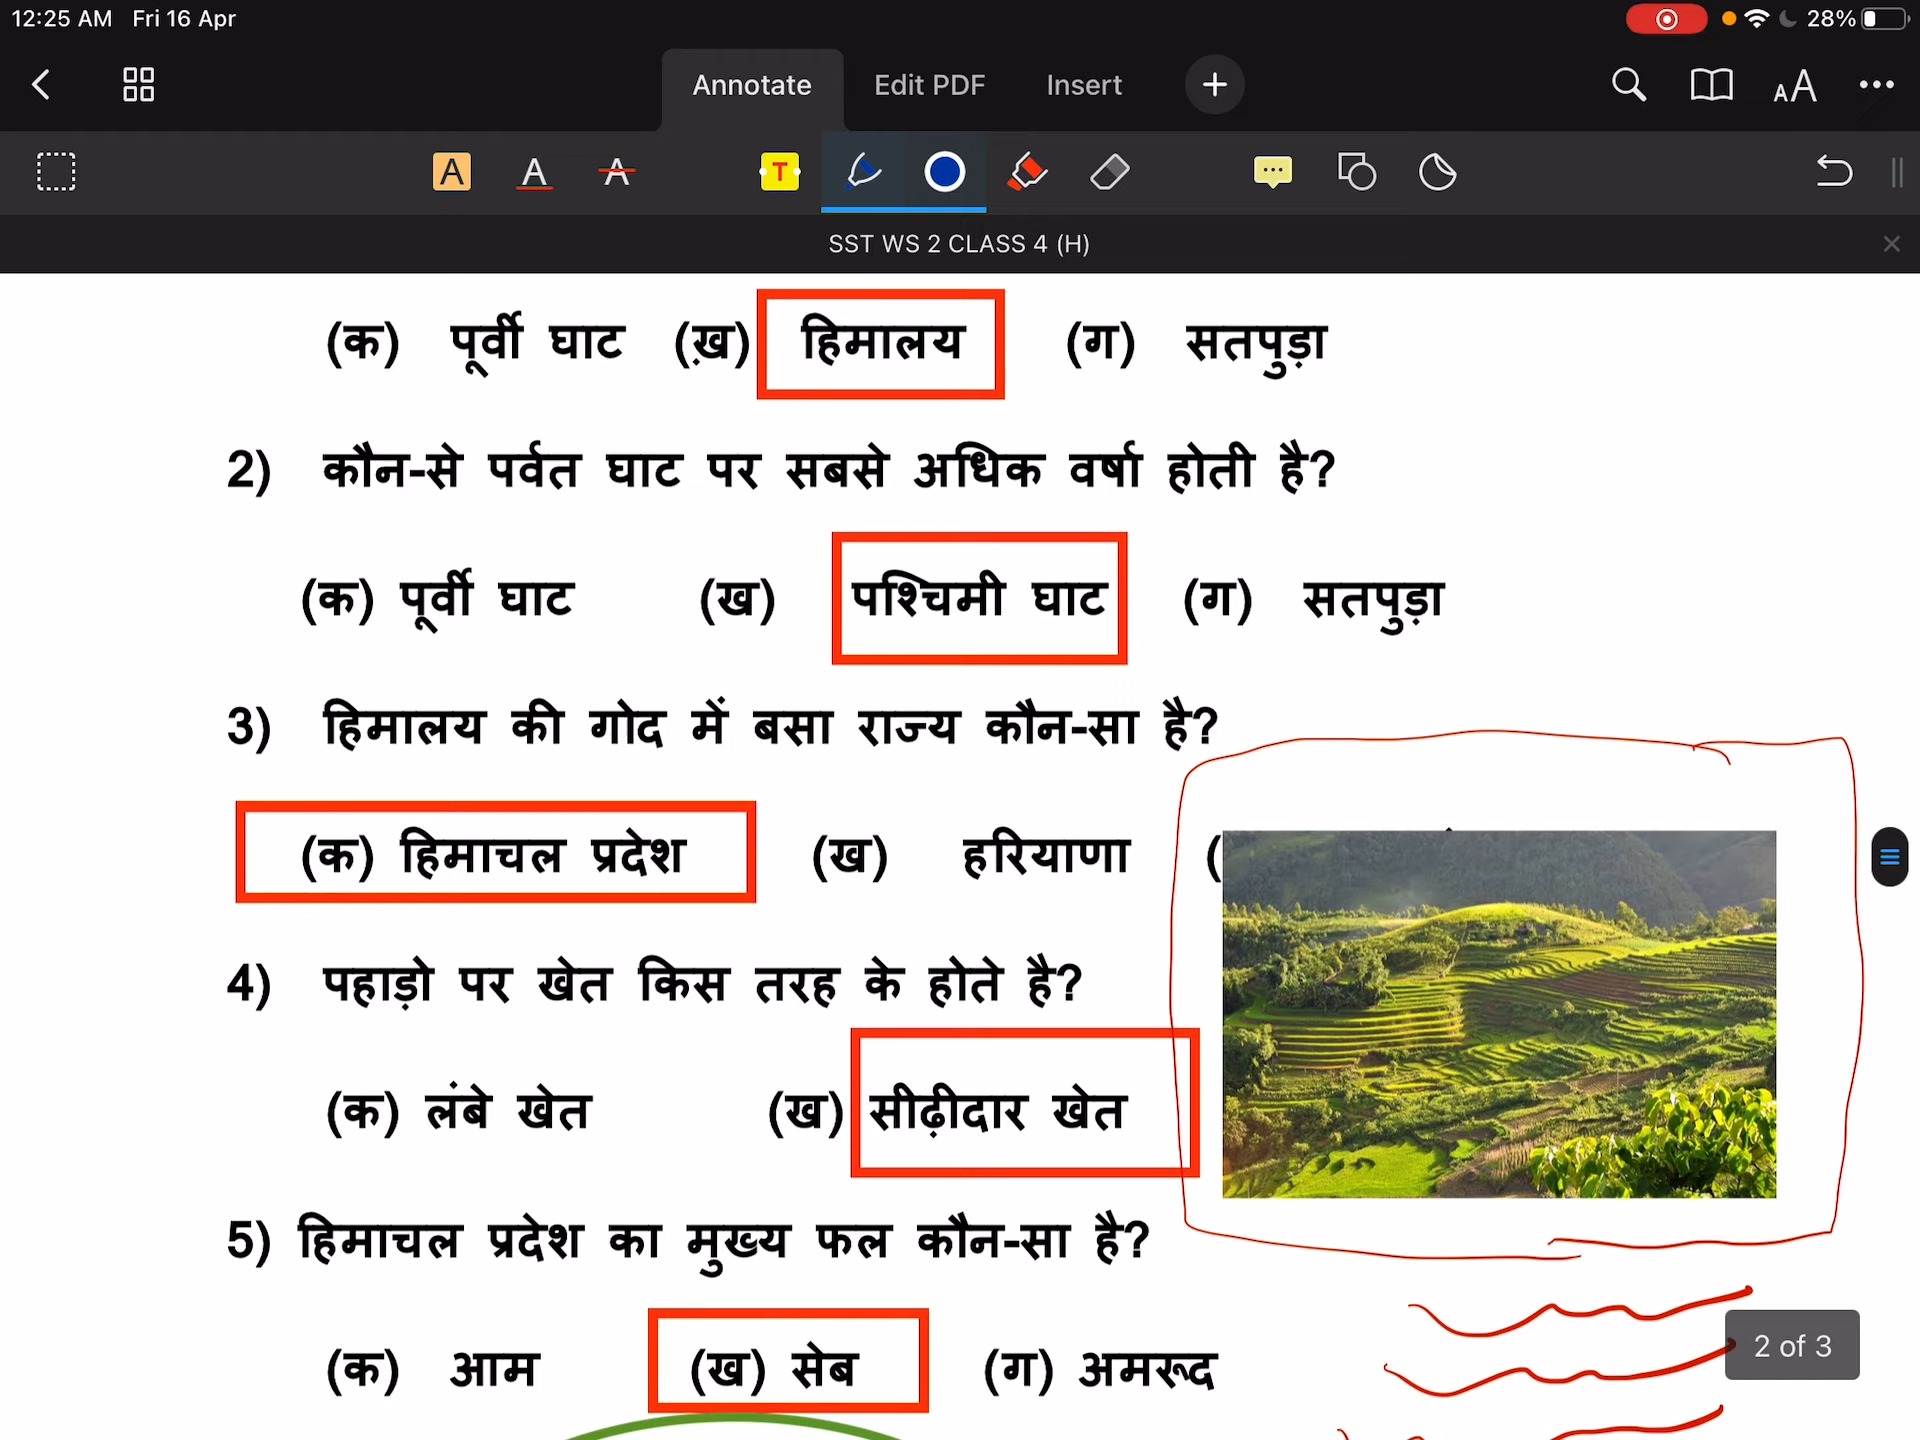 12:25 AM Fri 16 Apr 28%
Annotate Edit PDF Insert
SST WS 2 CLASS 4 (H)
(क) पूर्वी घाट (ख़) हिमालय (ग) सतपुड़ा
2) कौन-से पर्वत घाट पर सबसे अधिक वर्षा होती है?
(क) पूर्वी घाट (ख) पश्चिमी घाट (ग) सतपुड़ा
3) हिमालय की गोद में बसा राज्य कौन-सा है?
(क) हिमाचल प्रदेश (ख) हरियाणा (
4) पहाड़ो पर खेत किस तरह के होते है?
(क) लंबे खेत (ख) सीढ़ीदार खेत
5) हिमाचल प्रदेश का मुख्य फल कौन-सा है?
(क) आम (ख) सेब (ग) अमरूद
2 of 3